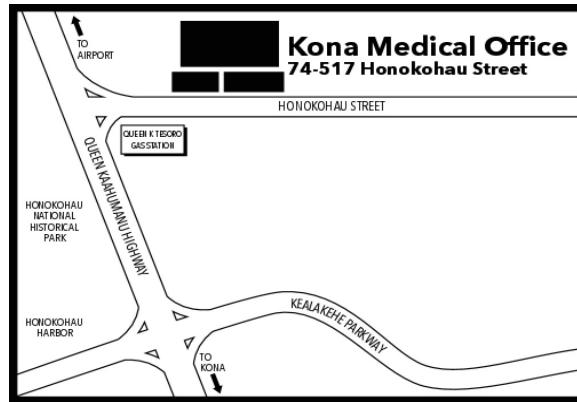 TO
AIRPORT
Kona Medical Office
74-517 Honokohau Street
HONOKOHAU STREET
QUEEN K TESORO
GAS STATION
QUEEN KAAHUMANU HIGHWAY
HONOKOHAU
NATIONAL
HISTORICAL
PARK
HONOKOHAU
HARBOR
KEALAKEHE PARKWAY
TO
KONA